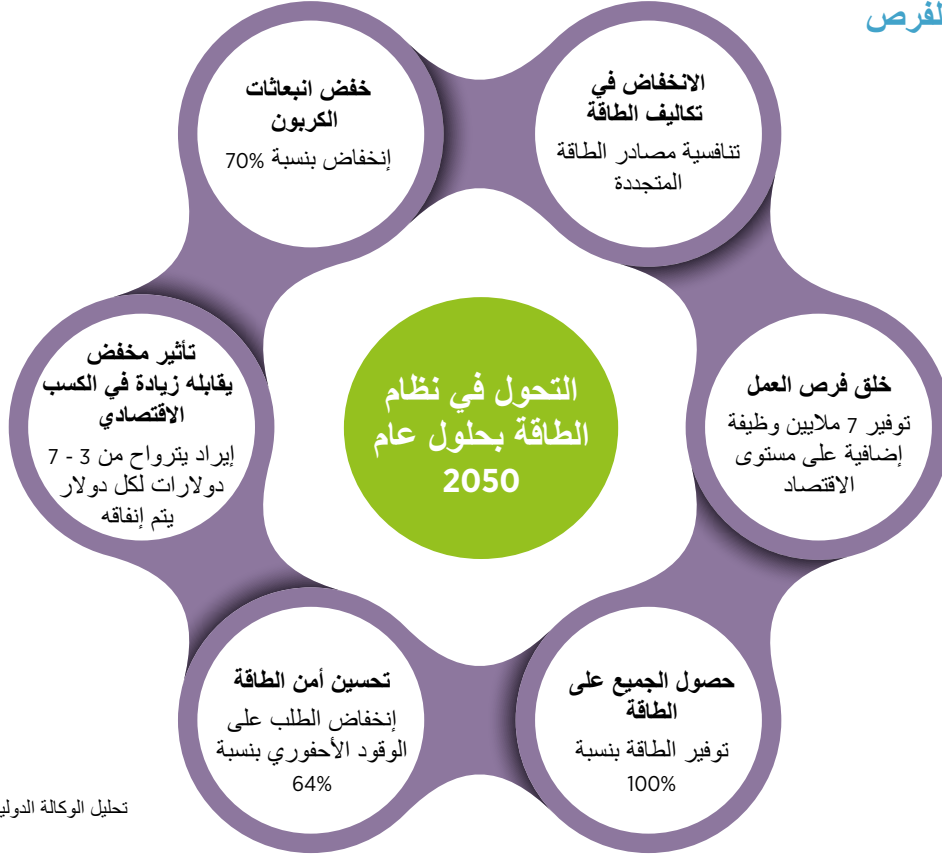 لفرص
الانخفاض في
تكاليف الطاقة
تنافسية مصادر الطاقة
المتجددة
خفض انبعاثات
الكربون
إنخفاض بنسبة 70%
خلق فرص العمل
توفير 7 ملايين وظيفة
إضافية على مستوى
الاقتصاد
التحول في نظام
الطاقة بحلول عام
2050
تأثير مخفض
يقابله زيادة في الكسب
الاقتصادي
إيراد يترواح من 3 - 7
دولارات لكل دولار
يتم إنفاقه
حصول الجميع على
الطاقة
توفير الطاقة بنسبة
100%
تحسين أمن الطاقة
إنخفاض الطلب على
الوقود الأحفوري بنسبة
64%
تحليل الوكالة الدولية